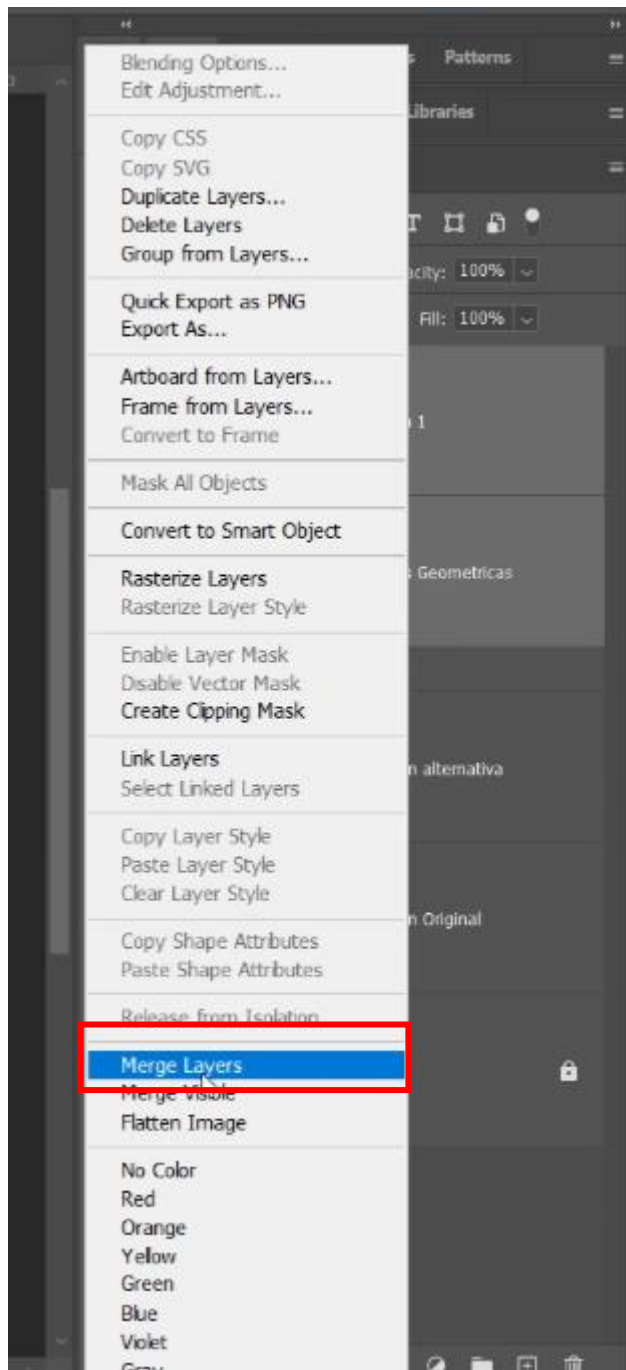 Blending Options...
Edit Adjustment...
Copy CSS
Copy SVG
Duplicate Layers...
Delete Layers
Group from Layers...
Quick Export as PNG
Export As...
Artboard from Layers...
Frame from Layers...
Convert to Frame
Mask All Objects
Convert to Smart Object
Rasterize Layers
Rasterize Layer Style
Enable Layer Mask
Disable Vector Mask
Create Clipping Mask
Link Layers
Select Linked Layers
Copy Layer Style
Paste Layer Style
Clear Layer Style
Copy Shape Attributes
Paste Shape Attributes
Release from Isolation
Merge Layers
Merge Visible
Flatten Image
No Color
Red
Orange
Yellow
Green
Blue
Violet
Gray
s Patterns
Libraries
acity: 100%
Fill: 100%
1
s Geometricas
n alternativa
n Original